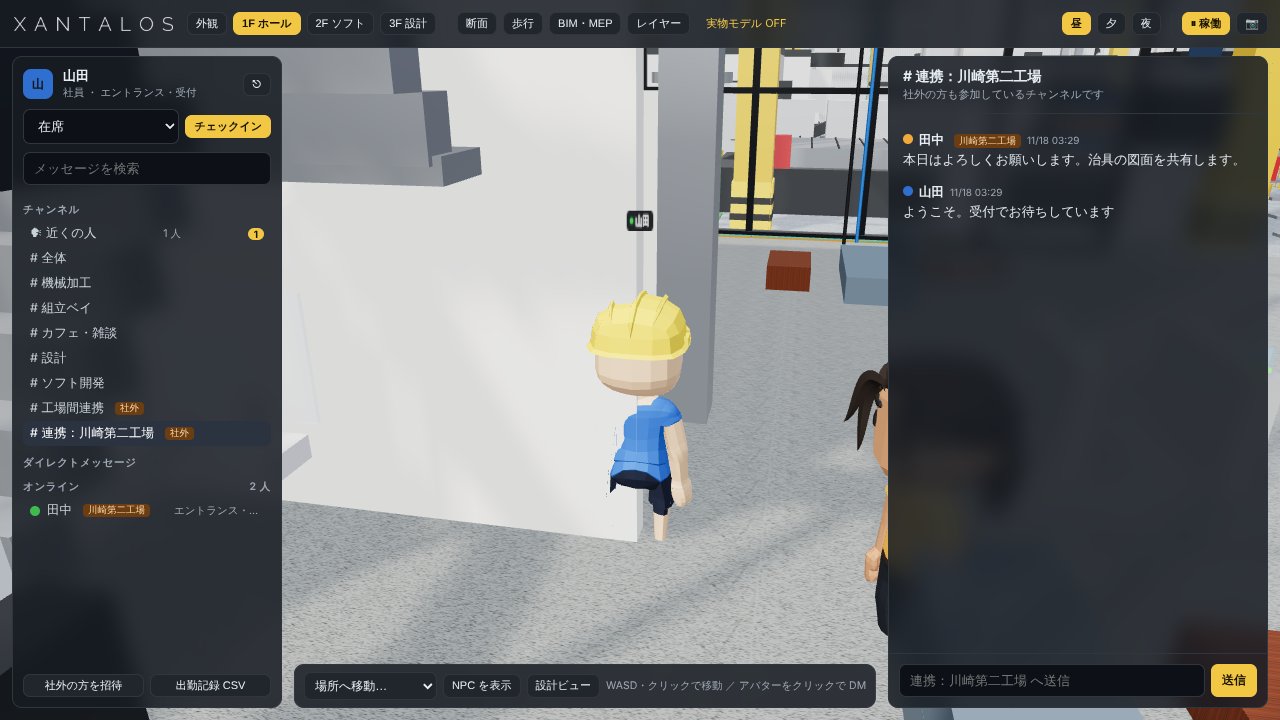 XANTALOS
外観
1F ホール
2F ソフト
3F 設計
断面
歩行
BIM・MEP
レイヤー
実物モデル OFF
昼
夕
夜
稼働
山
山田
社員 ・ エントランス・受付
在席
チェックイン
メッセージを検索
チャンネル
近くの人 1 人 1
# 全体
# 機械加工
# 組立ベイ
# カフェ・雑談
# 設計
# ソフト開発
# 工場間連携 社外
# 連携：川崎第二工場 社外
ダイレクトメッセージ
オンライン 2 人
田中 川崎第二工場 エントランス・...
社外の方を招待
出勤記録 CSV
山田
場所へ移動…
NPC を表示
設計ビュー
WASD・クリックで移動 ／ アバターをクリックで DM
# 連携：川崎第二工場
社外の方も参加しているチャンネルです
田中 川崎第二工場 11/18 03:29
本日はよろしくお願いします。治具の図面を共有します。
山田 11/18 03:29
ようこそ。受付でお待ちしています
連携：川崎第二工場 へ送信
送信